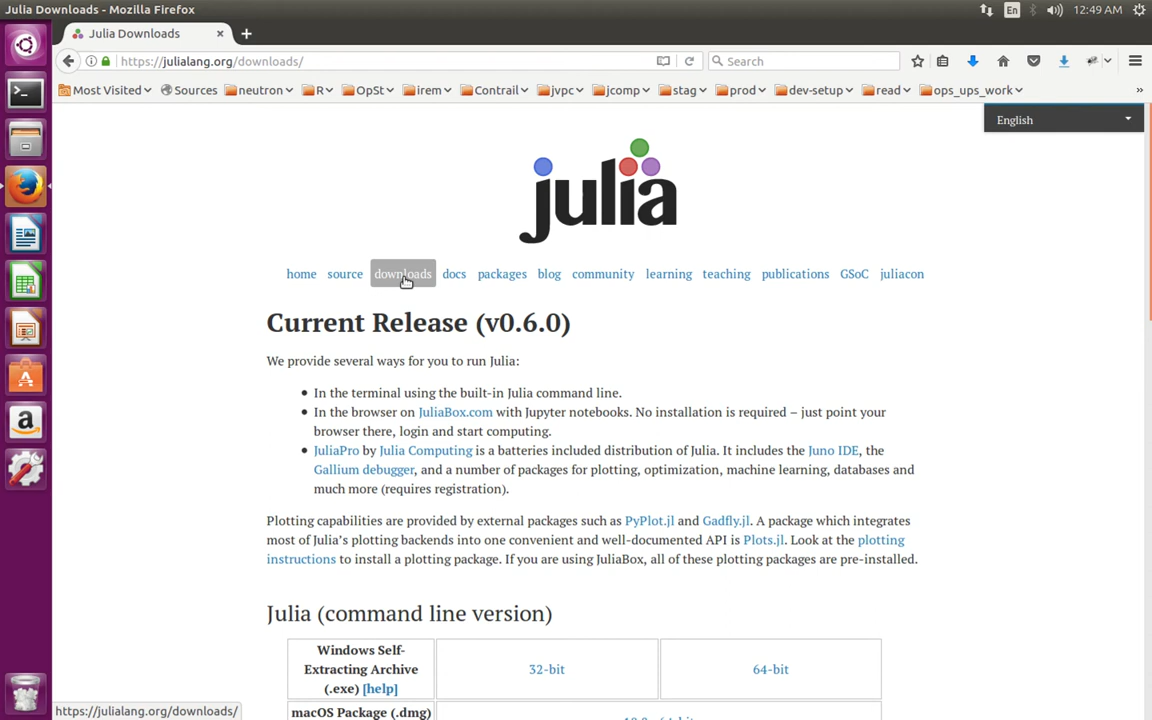 Julia Downloads - Mozilla Firefox
En
12:49 AM
Julia Downloads
https://julialang.org/downloads/
Search
Most Visited
Sources
neutron
R
OpSt
irem
Contrail
jvpc
jcomp
stag
prod
dev-setup
read
ops_ups_work
English
julia
home source downloads docs packages blog community learning teaching publications GSoC juliacon
Current Release (v0.6.0)
We provide several ways for you to run Julia:
In the terminal using the built-in Julia command line.
In the browser on JuliaBox.com with Jupyter notebooks. No installation is required – just point your
browser there, login and start computing.
JuliaPro by Julia Computing is a batteries included distribution of Julia. It includes the Juno IDE, the
Gallium debugger, and a number of packages for plotting, optimization, machine learning, databases and
much more (requires registration).
Plotting capabilities are provided by external packages such as PyPlot.jl and Gadfly.jl. A package which integrates
most of Julia's plotting backends into one convenient and well-documented API is Plots.jl. Look at the plotting
instructions to install a plotting package. If you are using JuliaBox, all of these plotting packages are pre-installed.
Julia (command line version)
Windows Self-
Extracting Archive
(.exe) [help]
32-bit
64-bit
macOS Package (.dmg)
https://julialang.org/downloads/